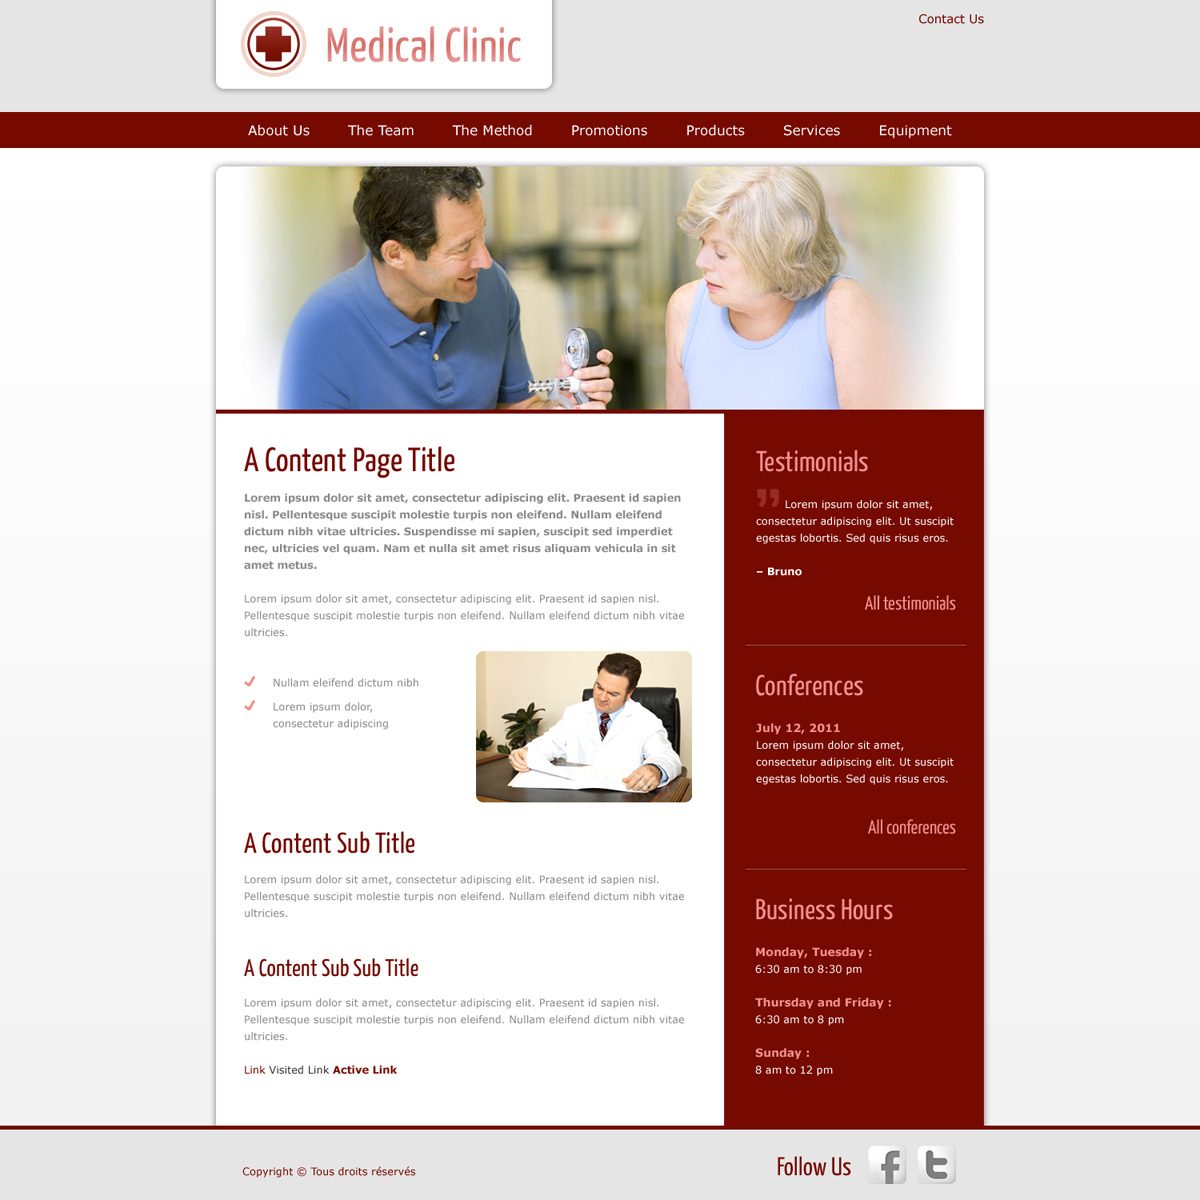 Medical Clinic
Contact Us
About Us The Team The Method Promotions Products Services Equipment
A Content Page Title
Lorem ipsum dolor sit amet, consectetur adipiscing elit. Praesent id sapien
nisl. Pellentesque suscipit molestie turpis non eleifend. Nullam eleifend
dictum nibh vitae ultricies. Suspendisse mi sapien, suscipit sed imperdiet
nec, ultricies vel quam. Nam et nulla sit amet risus aliquam vehicula in sit
amet metus.
Lorem ipsum dolor sit amet, consectetur adipiscing elit. Praesent id sapien nisl.
Pellentesque suscipit molestie turpis non eleifend. Nullam eleifend dictum nibh vitae
ultricies.
Nullam eleifend dictum nibh
Lorem ipsum dolor,
consectetur adipiscing
A Content Sub Title
Lorem ipsum dolor sit amet, consectetur adipiscing elit. Praesent id sapien nisl.
Pellentesque suscipit molestie turpis non eleifend. Nullam eleifend dictum nibh vitae
ultricies.
A Content Sub Sub Title
Lorem ipsum dolor sit amet, consectetur adipiscing elit. Praesent id sapien nisl.
Pellentesque suscipit molestie turpis non eleifend. Nullam eleifend dictum nibh vitae
ultricies.
Link Visited Link Active Link
Testimonials
” Lorem ipsum dolor sit amet,
consectetur adipiscing elit. Ut suscipit
egestas lobortis. Sed quis risus eros.
– Bruno
All testimonials
Conferences
July 12, 2011
Lorem ipsum dolor sit amet,
consectetur adipiscing elit. Ut suscipit
egestas lobortis. Sed quis risus eros.
All conferences
Business Hours
Monday, Tuesday :
6:30 am to 8:30 pm
Thursday and Friday :
6:30 am to 8 pm
Sunday :
8 am to 12 pm
Copyright © Tous droits réservés
Follow Us f t